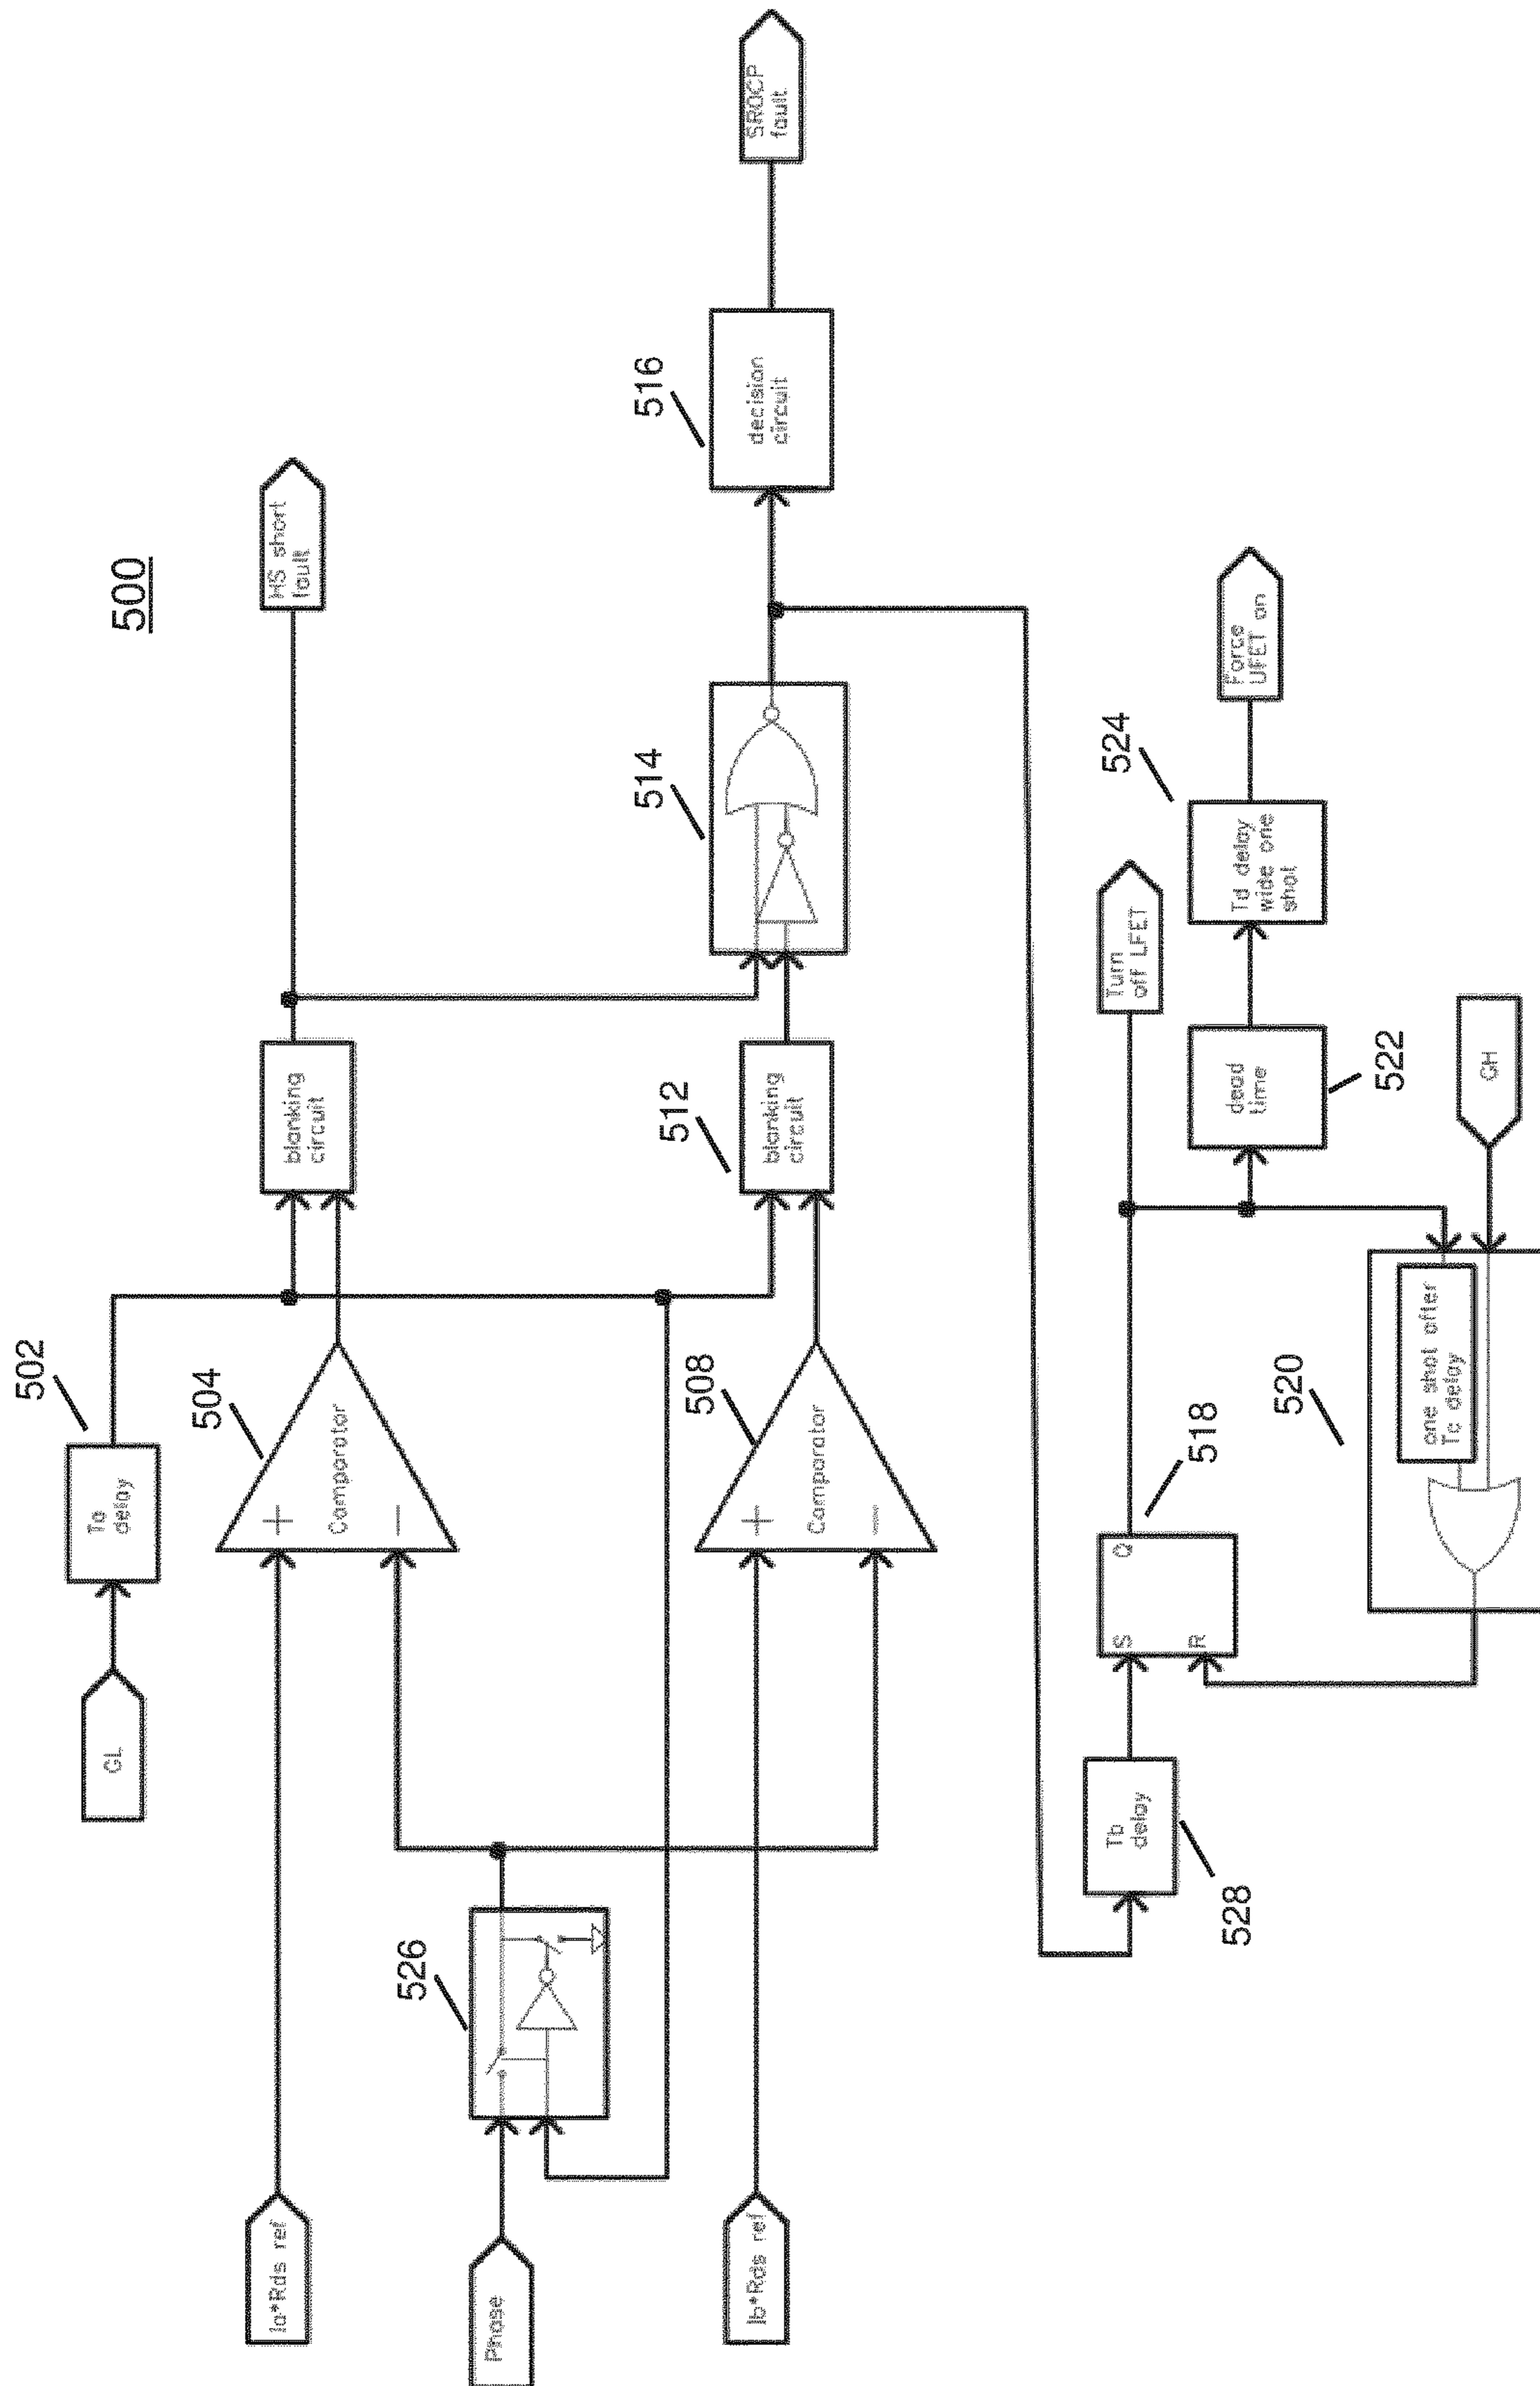 502
GL
Ta
delay
500
504
Ia*Rds ref
+
Comparator
−
blanking
circuit
HS short
fault
526
Phase
508
512
514
516
Ib*Rds ref
+
Comparator
−
blanking
circuit
decision
circuit
SROCP
fault
528
Tb
delay
S
R
Q
518
Turn
off LFET
524
dead
time
522
Td delay
wide one
shot
Force
UFET on
520
one shot after
Tc delay
GH